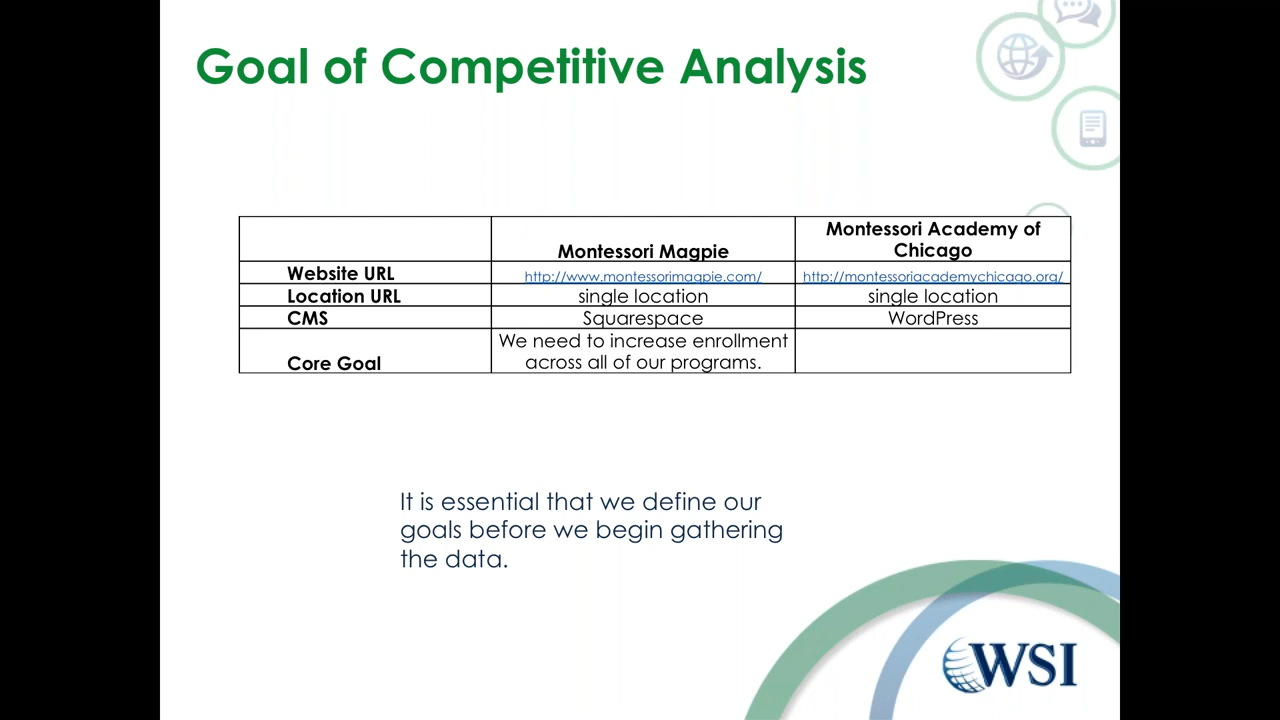 Goal of Competitive Analysis
Montessori Magpie
Montessori Academy of
Chicago
Website URL
http://www.montessorimagpie.com/
http://montessoriacademychicago.org/
Location URL
single location
single location
CMS
Squarespace
WordPress
Core Goal
We need to increase enrollment
across all of our programs.
It is essential that we define our
goals before we begin gathering
the data.
WSI